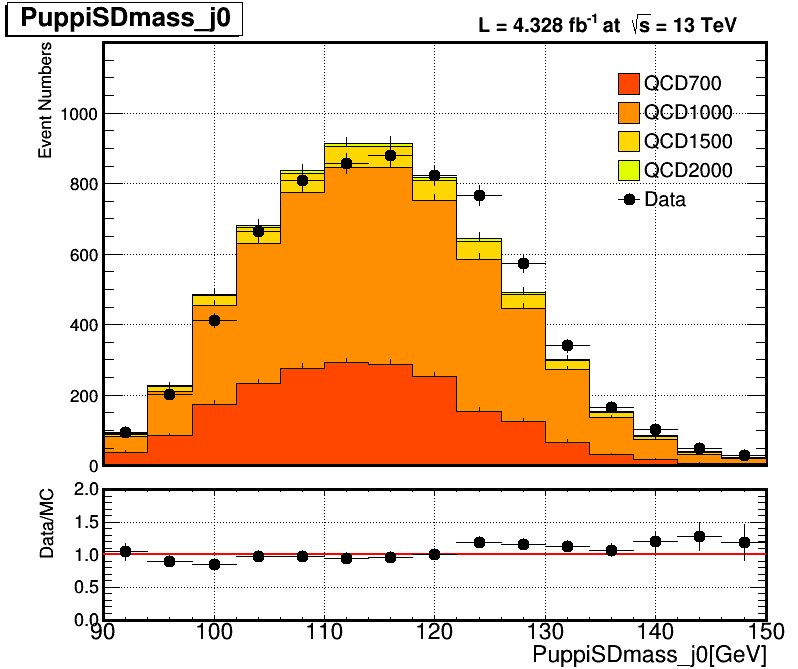 PuppiSDmass_j0
L = 4.328 fb⁻¹ at √s = 13 TeV
Event Numbers
1000
800
600
400
200
0
QCD700
QCD1000
QCD1500
QCD2000
Data
Data/MC
2.0
1.5
1.0
0.5
0.0
90 100 110 120 130 140 150
PuppiSDmass_j0[GeV]